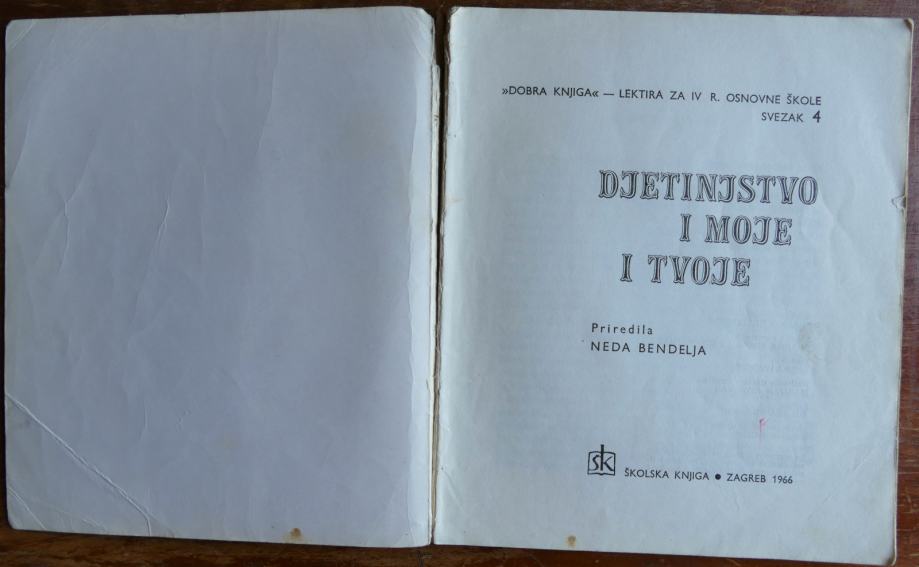 »DOBRA KNJIGA« — LEKTIRA ZA IV R. OSNOVNE ŠKOLE
SVEZAK 4
DJETINJSTVO
I MOJE
I TVOJE
Priredila
NEDA BENDELJA
ŠK
ŠKOLSKA KNJIGA ● ZAGREB 1966